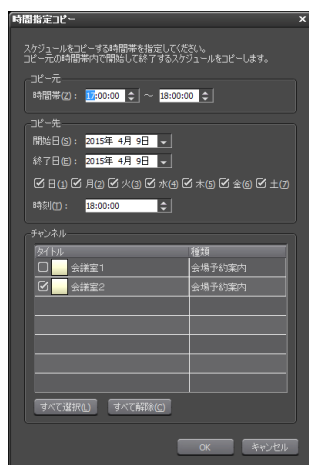 時間指定コピー
スケジュールをコピーする時間帯を指定してください。
コピー元の時間帯内で開始して終了するスケジュールをコピーします。
コピー元
時間帯(Z)： 17:00:00 ～ 18:00:00
コピー先
開始日(S)： 2015年 4月 9日
終了日(E)： 2015年 4月 9日
日(1) 月(2) 火(3) 水(4) 木(5) 金(6) 土(7)
時刻(T)： 18:00:00
チャンネル
タイトル 種類
会議室1 会場予約案内
会議室2 会場予約案内
すべて選択(L) すべて解除(C)
OK キャンセル